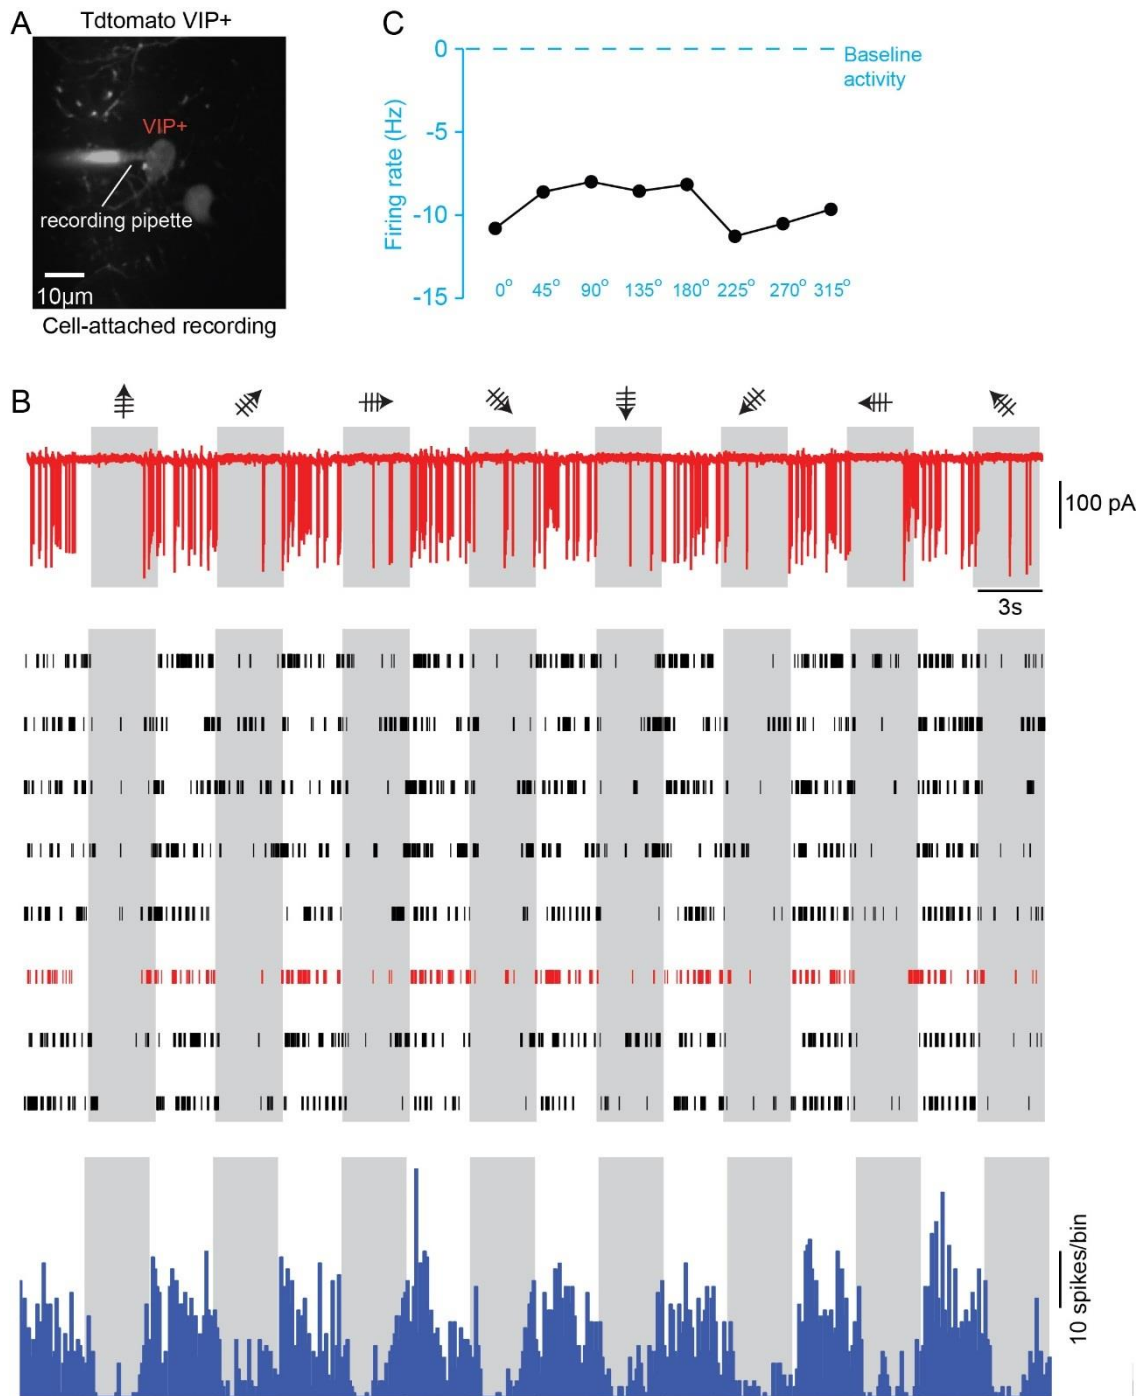 A
Tdtomato VIP+
VIP+
recording pipette
10µm
Cell-attached recording
C
0
-5
-10
-15
Firing rate (Hz)
Baseline
activity
0° 45° 90° 135° 180° 225° 270° 315°
B
100 pA
3s
10 spikes/bin